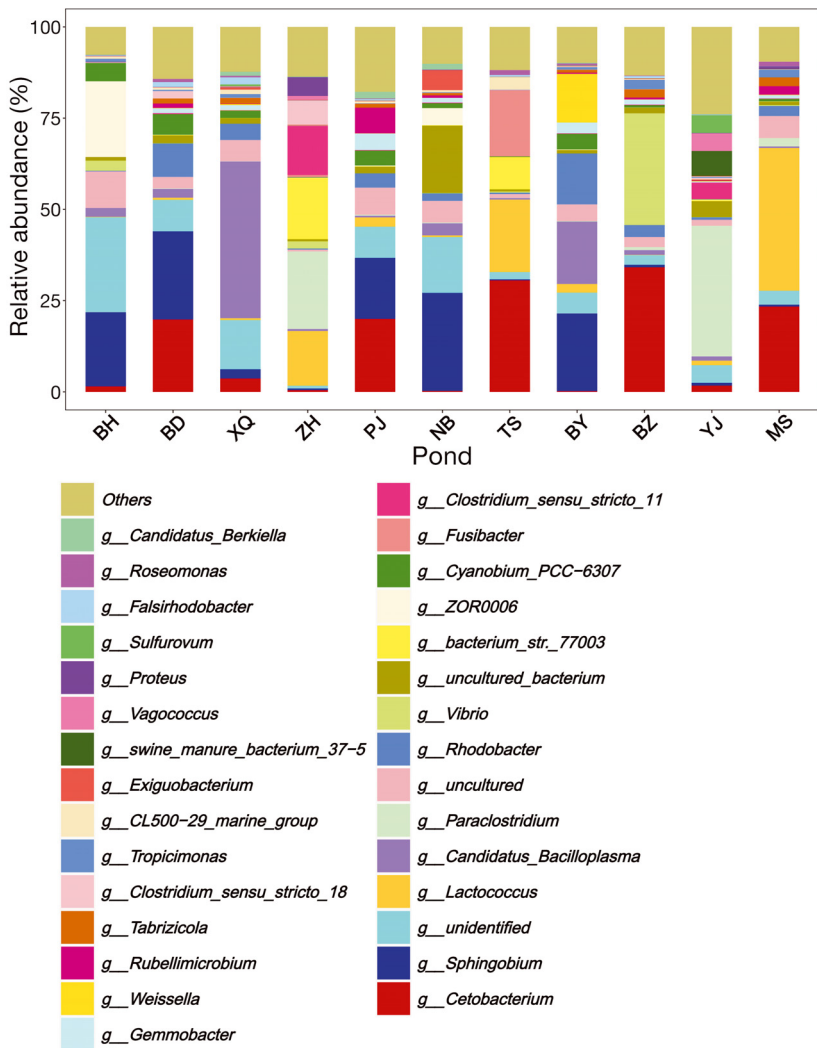 100
75
50
25
0
Relative abundance (%)
BH
BD
XQ
ZH
PJ
NB
TS
BY
BZ
YJ
MS
Pond
Others
g__Candidatus_Berkiella
g__Roseomonas
g__Falsirhodobacter
g__Sulfurovum
g__Proteus
g__Vagococcus
g__swine_manure_bacterium_37-5
g__Exiguobacterium
g__CL500-29_marine_group
g__Tropicimonas
g__Clostridium_sensu_stricto_18
g__Tabrizicola
g__Rubellimicrobium
g__Weissella
g__Gemmobacter
g__Clostridium_sensu_stricto_11
g__Fusibacter
g__Cyanobium_PCC-6307
g__ZOR0006
g__bacterium_str._77003
g__uncultured_bacterium
g__Vibrio
g__Rhodobacter
g__uncultured
g__Paraclostridium
g__Candidatus_Bacilloplasma
g__Lactococcus
g__unidentified
g__Sphingobium
g__Cetobacterium